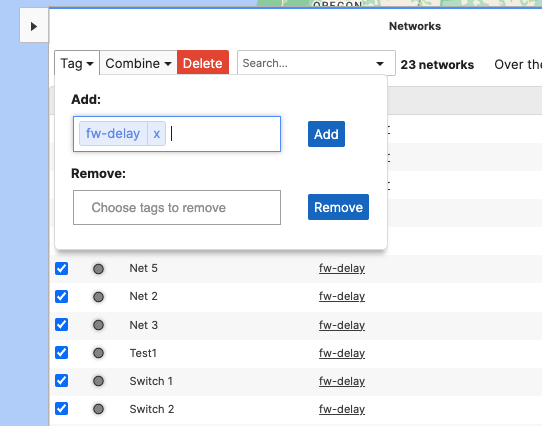 OREGON
Networks
Tag Combine Delete Search... 23 networks Over the
Add:
fw-delay x Add
Remove:
Choose tags to remove Remove
Net 5 fw-delay
Net 2 fw-delay
Net 3 fw-delay
Test1 fw-delay
Switch 1 fw-delay
Switch 2 fw-delay